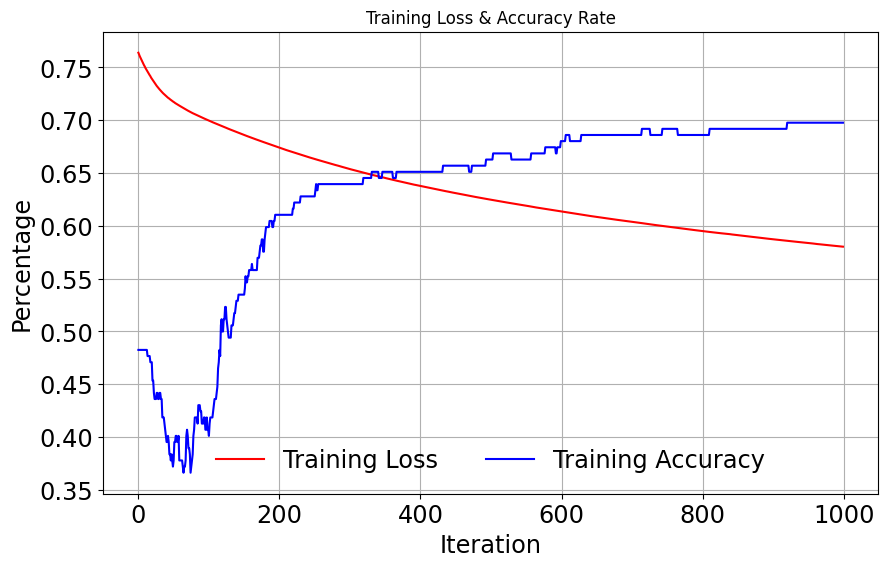 Training Loss & Accuracy Rate
Percentage
0.75
0.70
0.65
0.60
0.55
0.50
0.45
0.40
0.35
Training Loss Training Accuracy
0 200 400 600 800 1000
Iteration